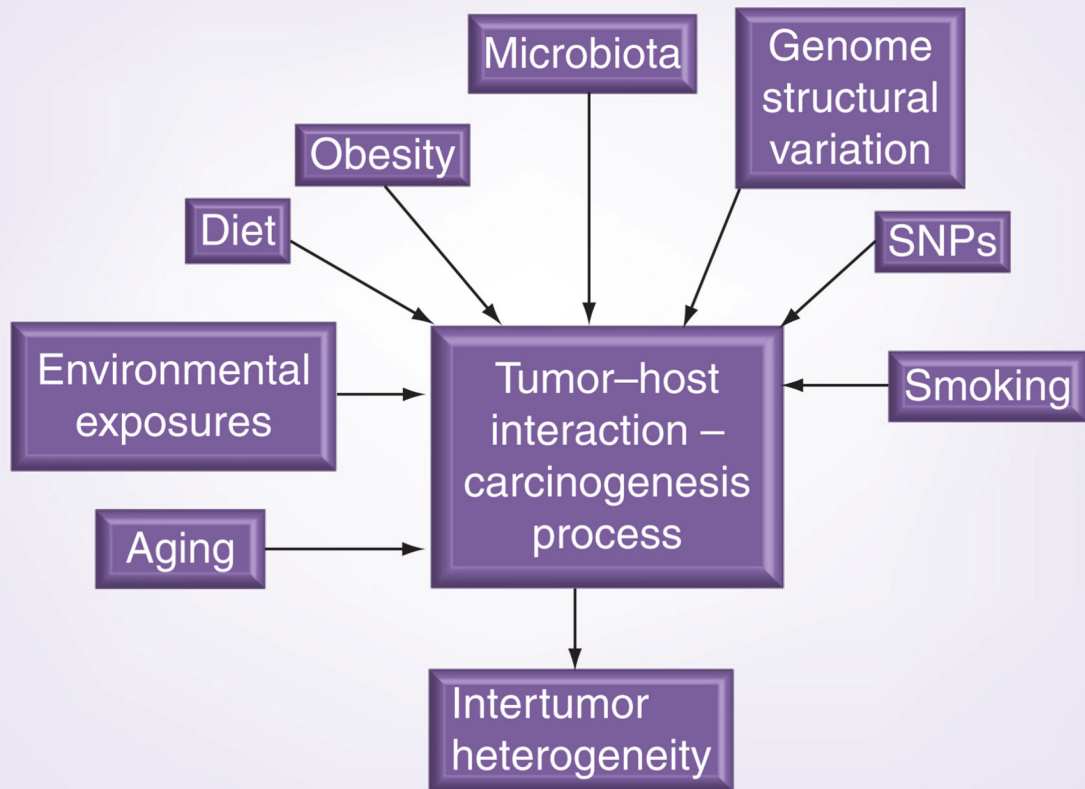 Microbiota
Genome
structural
variation
Obesity
Diet
SNPs
Environmental
exposures
Tumor–host
interaction –
carcinogenesis
process
Smoking
Aging
Intertumor
heterogeneity